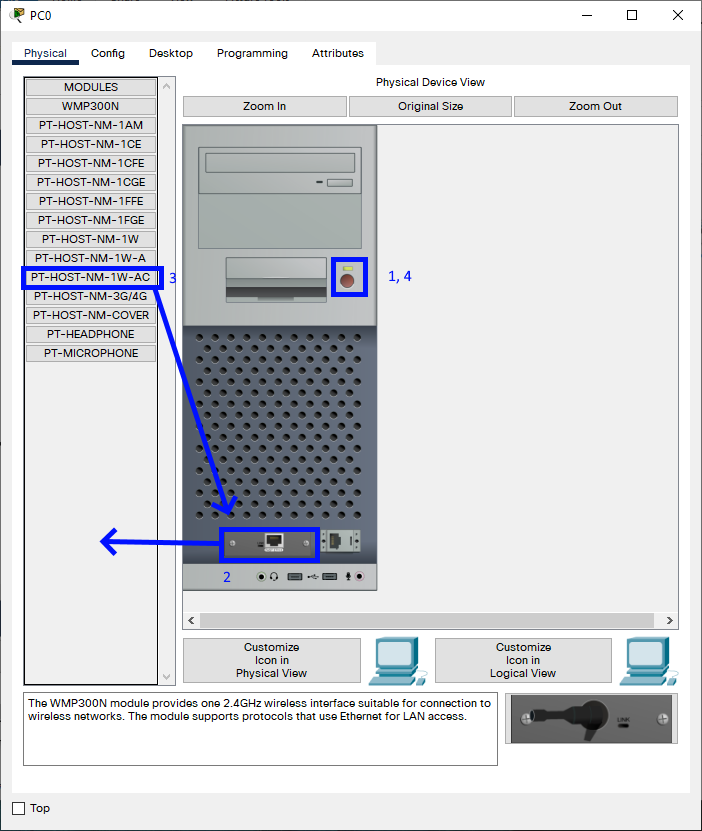 PC0
Physical
Config
Desktop
Programming
Attributes
MODULES
WMP300N
PT-HOST-NM-1AM
PT-HOST-NM-1CE
PT-HOST-NM-1CFE
PT-HOST-NM-1CGE
PT-HOST-NM-1FFE
PT-HOST-NM-1FGE
PT-HOST-NM-1W
PT-HOST-NM-1W-A
PT-HOST-NM-1W-AC
3
PT-HOST-NM-3G/4G
PT-HOST-NM-COVER
PT-HEADPHONE
PT-MICROPHONE
Physical Device View
Zoom In
Original Size
Zoom Out
1, 4
2
Customize
Icon in
Physical View
Customize
Icon in
Logical View
The WMP300N module provides one 2.4GHz wireless interface suitable for connection to
wireless networks. The module supports protocols that use Ethernet for LAN access.
LINK
Top